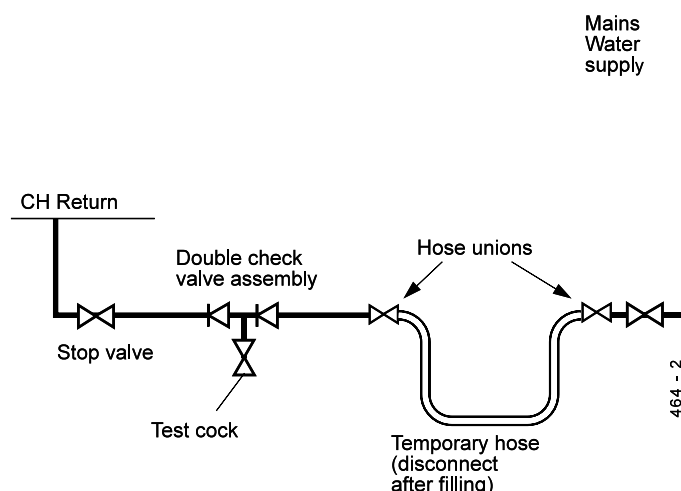 Mains
Water
supply
CH Return
Double check
valve assembly
Hose unions
Stop valve
Test cock
Temporary hose
(disconnect
after filling)
464 - 2